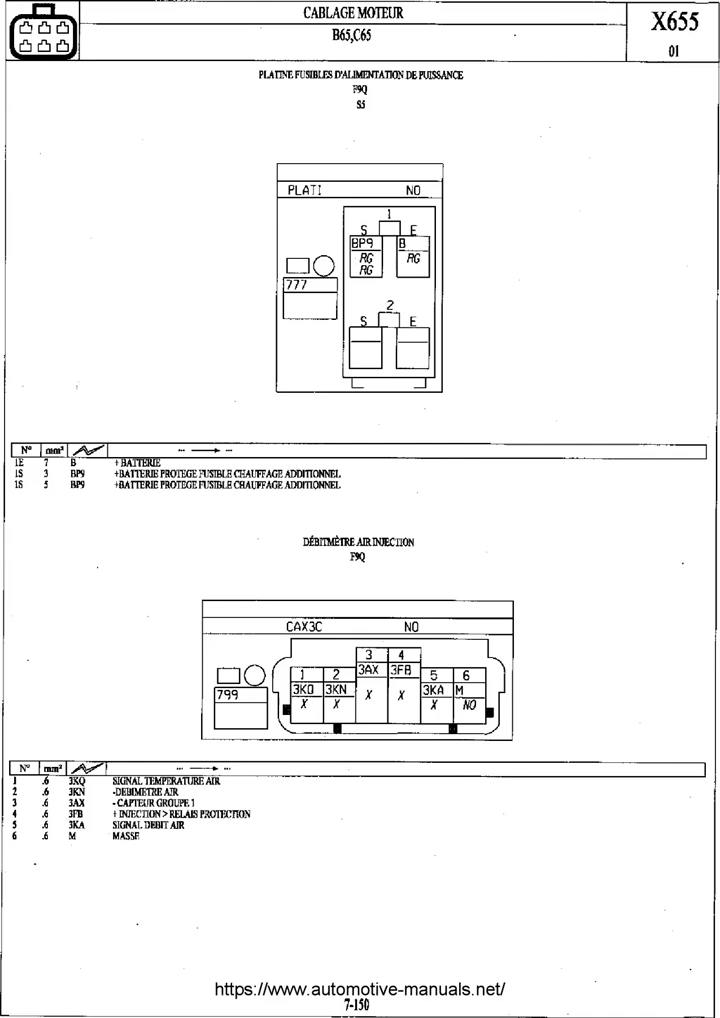 CABLAGE MOTEUR
B65,C65
X655
01
PLATINE FUSIBLES D'ALIMENTATION DE PUISSANCE
F9Q
S5
PLATI NO
1
S E
BP9 B
RG RG
RG
777
2
S E
N° mm² ... ...
1E 7 B + BATTERIE
1S 3 BP9 +BATTERIE PROTEGE FUSIBLE CHAUFFAGE ADDITIONNEL
1S 5 BP9 +BATTERIE PROTEGE FUSIBLE CHAUFFAGE ADDITIONNEL
DÉBITMÈTRE AIR INJECTION
F9Q
CAX3C NO
3 4
1 2 3AX 3FB 5 6
3KQ 3KN 3KA M
X X X X X NO
799
N° mm² ... ...
1 .6 3KQ SIGNAL TEMPERATURE AIR
2 .6 3KN -DEBIMETRE AIR
3 .6 3AX - CAPTEUR GROUPE 1
4 .6 3FB + INJECTION > RELAIS PROTECTION
5 .6 3KA SIGNAL DEBIT AIR
6 .6 M MASSE
https://www.automotive-manuals.net/
7-150